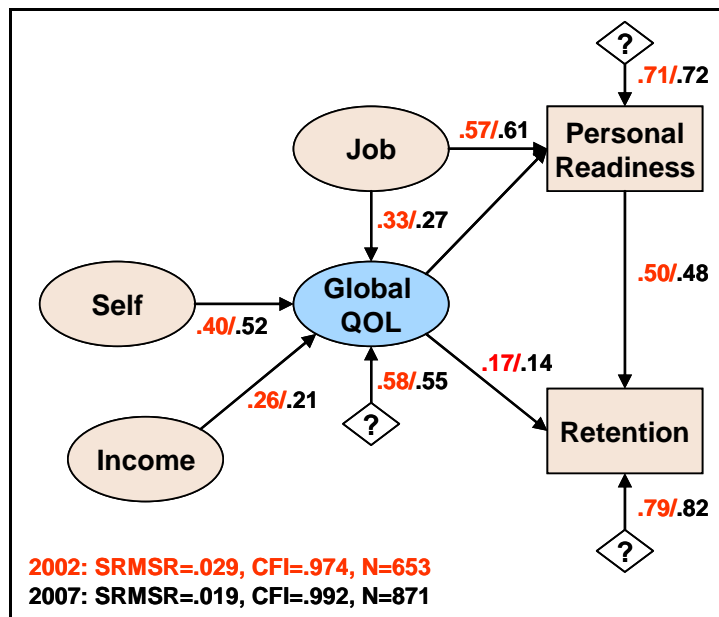 ?
.71/.72
Job
.57/.61
Personal
Readiness
.33/.27
Self
Global
QOL
.40/.52
.50/.48
.26/.21
.58/.55
.17/.14
Income
?
Retention
.79/.82
?
2002: SRMSR=.029, CFI=.974, N=653
2007: SRMSR=.019, CFI=.992, N=871